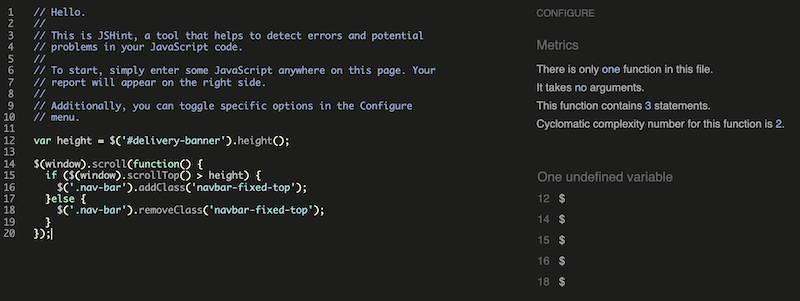 1 // Hello.
2 //
3 // This is JSHint, a tool that helps to detect errors and potential
4 // problems in your JavaScript code.
5 //
6 // To start, simply enter some JavaScript anywhere on this page. Your
7 // report will appear on the right side.
8 //
9 // Additionally, you can toggle specific options in the Configure
10 // menu.
11
12 var height = $('#delivery-banner').height();
13
14 $(window).scroll(function() {
15   if ($(window).scrollTop() > height) {
16     $('.nav-bar').addClass('navbar-fixed-top');
17   }else {
18     $('.nav-bar').removeClass('navbar-fixed-top');
19   }
20 });
CONFIGURE
Metrics
There is only one function in this file.
It takes no arguments.
This function contains 3 statements.
Cyclomatic complexity number for this function is 2.
One undefined variable
12 $
14 $
15 $
16 $
18 $